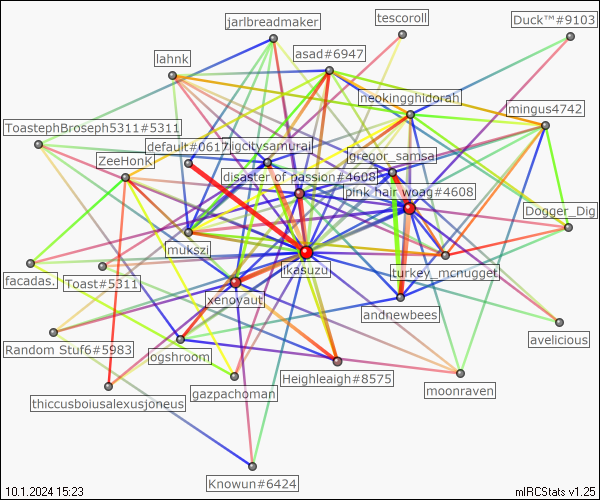 jarlbreadmaker
tescoroll
Duck™#9103
asad#6947
lahnk
neokingghidorah
mingus4742
ToastephBroseph5311#5311
default#0617
zigcitysamurai
ZeeHonK
gregor_samsa
disaster of passion#4608
pink hair woag#4608
Dogger_Dig
mukszi
ikasuzu
turkey_mcnugget
facadas.
Toast#5311
xenovaut
andnewbees
avelicious
Random Stuf6#5983
ogshroom
Heighleaigh#8575
gazpachoman
moonraven
thiccusboiusalexusjoneus
Knowun#6424
10.1.2024 15:23
mIRCStats v1.25